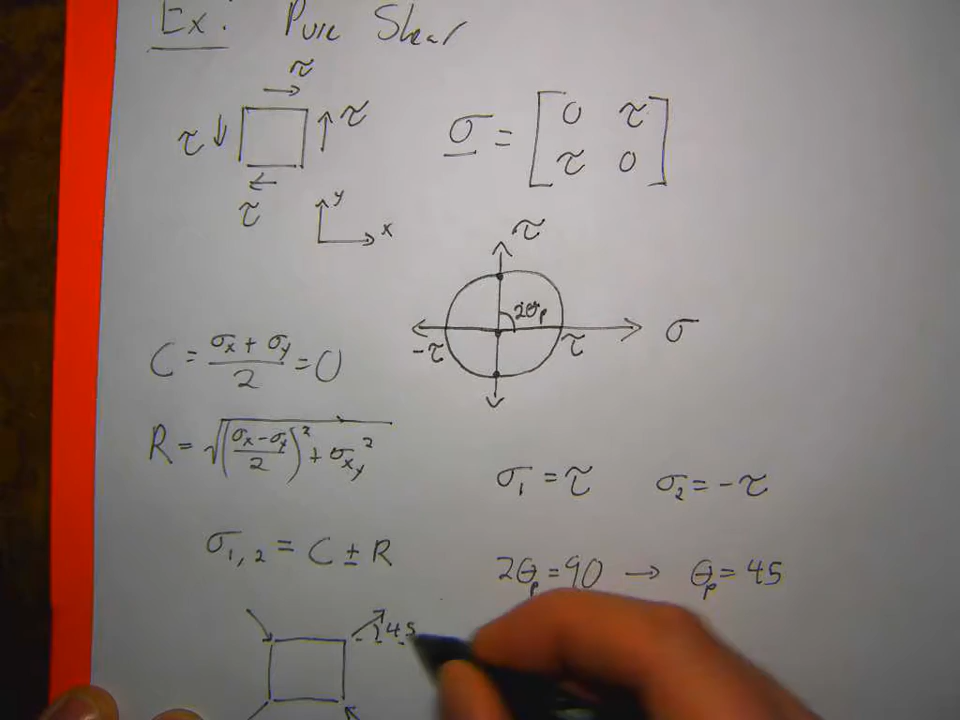 Ex: Pure Shear
τ
τ τ
τ
y
x
σ = [0 τ
τ 0]
τ
2θp
-τ τ σ
C = (σx + σy)/2 = 0
R = √(((σx - σy)/2)² + σxy²)
σ1 = τ σ2 = -τ
σ1,2 = C ± R
2θp = 90 → θp = 45
45